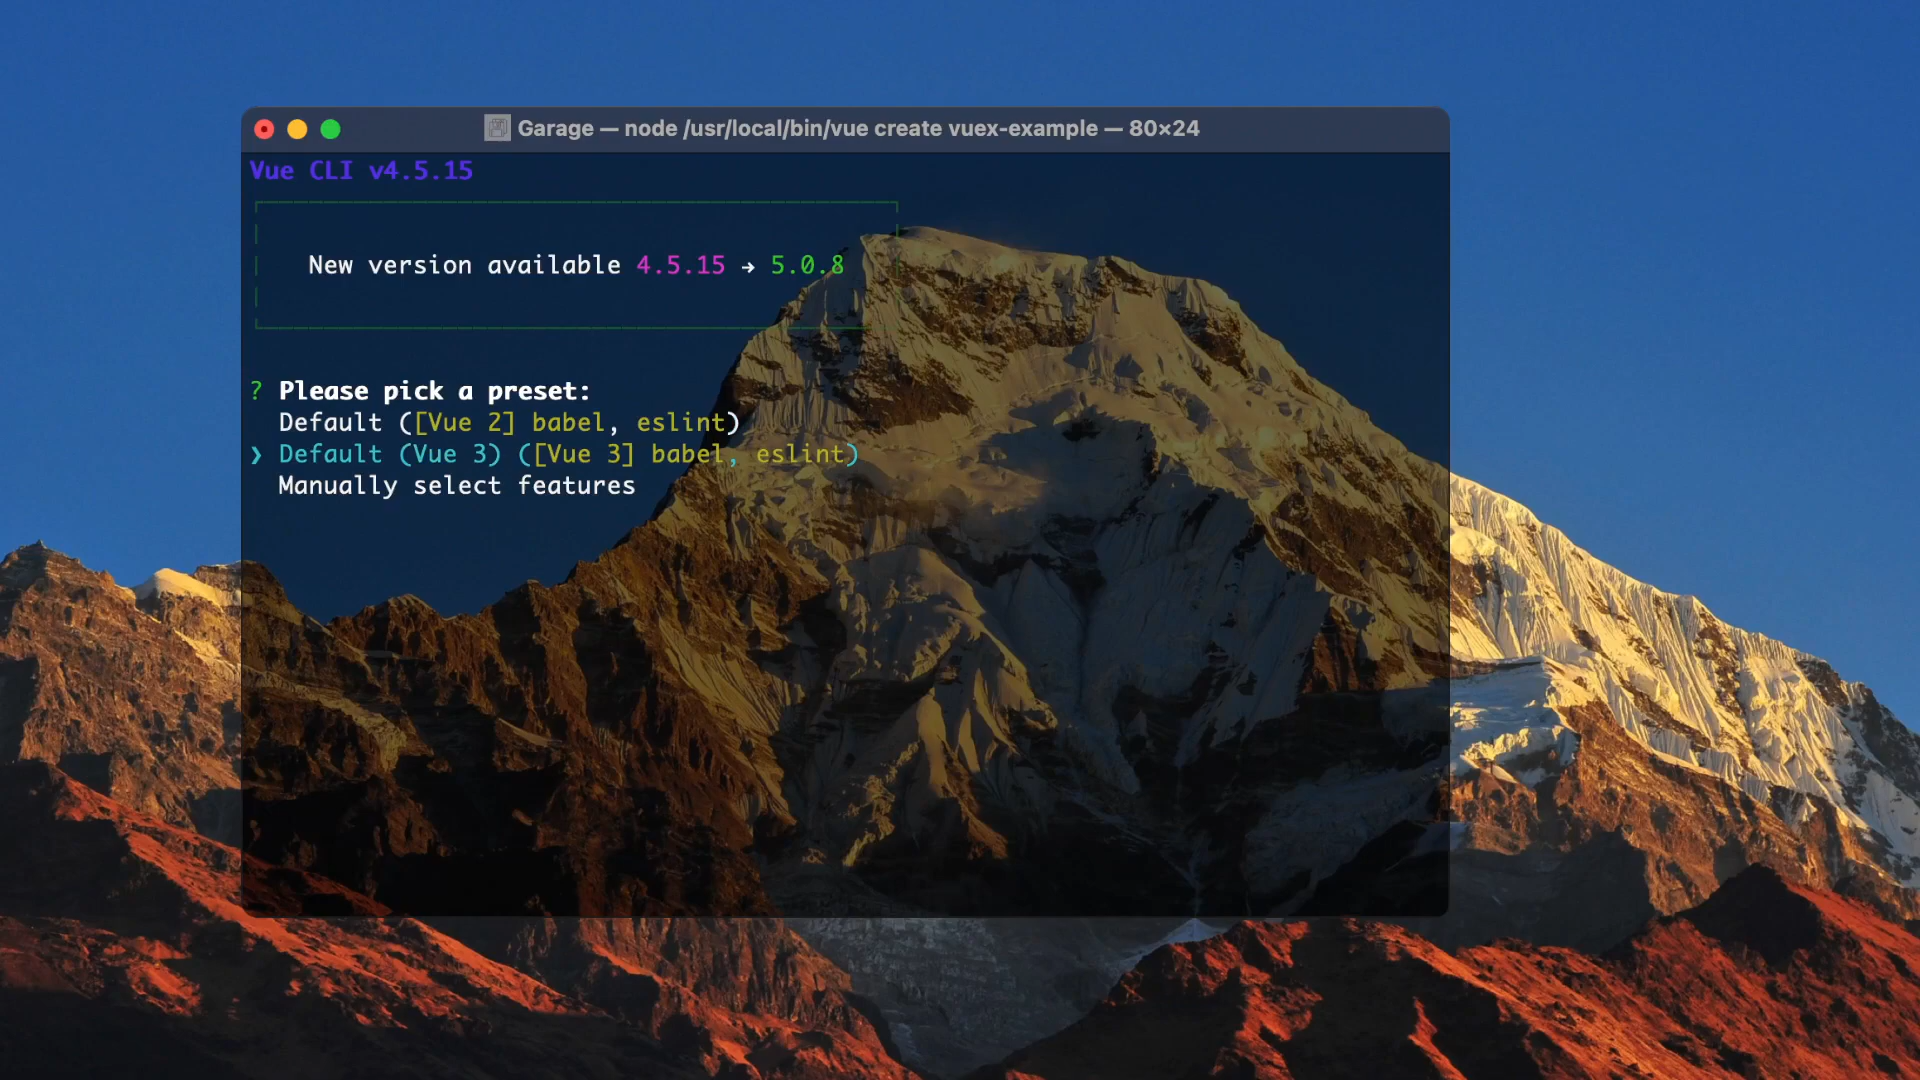 Garage — node /usr/local/bin/vue create vuex-example — 80×24
Vue CLI v4.5.15
New version available 4.5.15 → 5.0.8
? Please pick a preset:
Default ([Vue 2] babel, eslint)
❯ Default (Vue 3) ([Vue 3] babel, eslint)
Manually select features